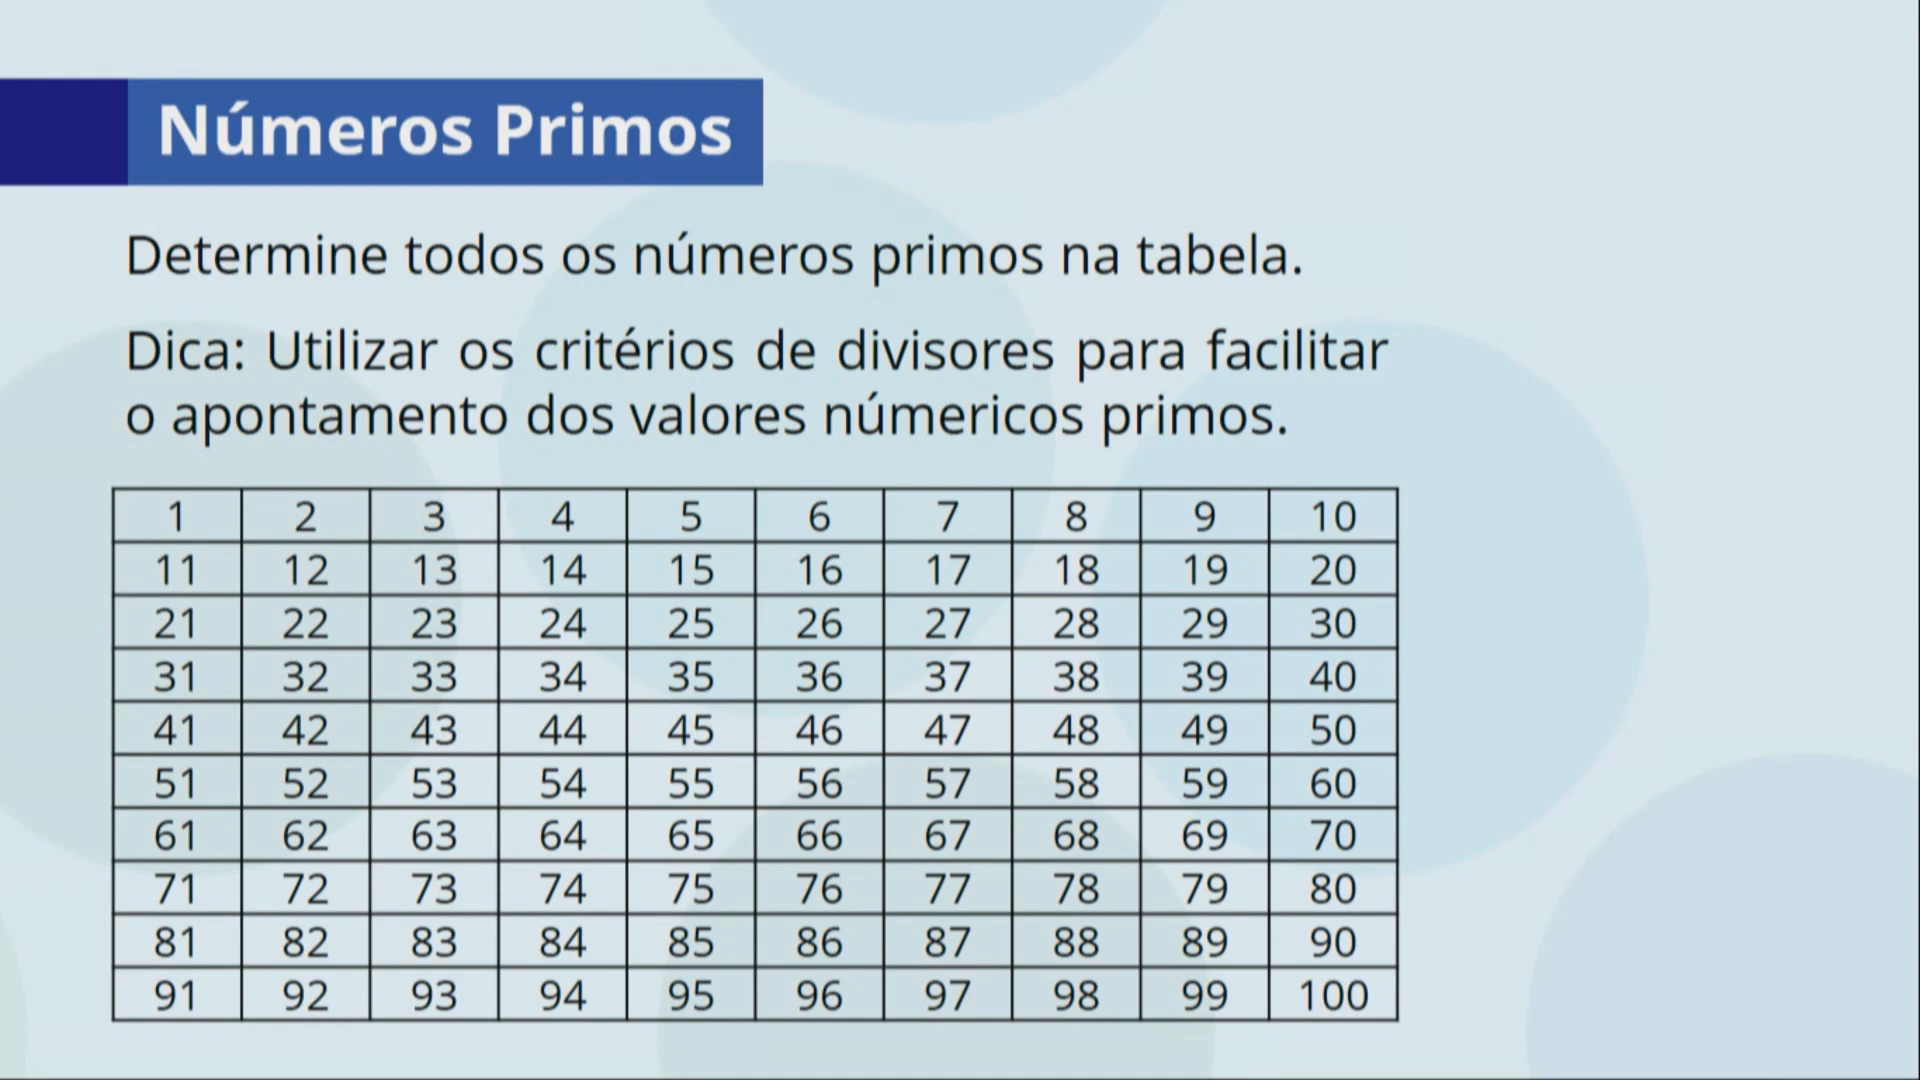 Números Primos
Determine todos os números primos na tabela.
Dica: Utilizar os critérios de divisores para facilitar
o apontamento dos valores númericos primos.
1 2 3 4 5 6 7 8 9 10
11 12 13 14 15 16 17 18 19 20
21 22 23 24 25 26 27 28 29 30
31 32 33 34 35 36 37 38 39 40
41 42 43 44 45 46 47 48 49 50
51 52 53 54 55 56 57 58 59 60
61 62 63 64 65 66 67 68 69 70
71 72 73 74 75 76 77 78 79 80
81 82 83 84 85 86 87 88 89 90
91 92 93 94 95 96 97 98 99 100